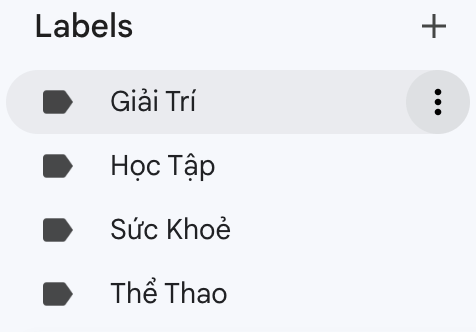 Labels
Giải Trí
Học Tập
Sức Khoẻ
Thể Thao